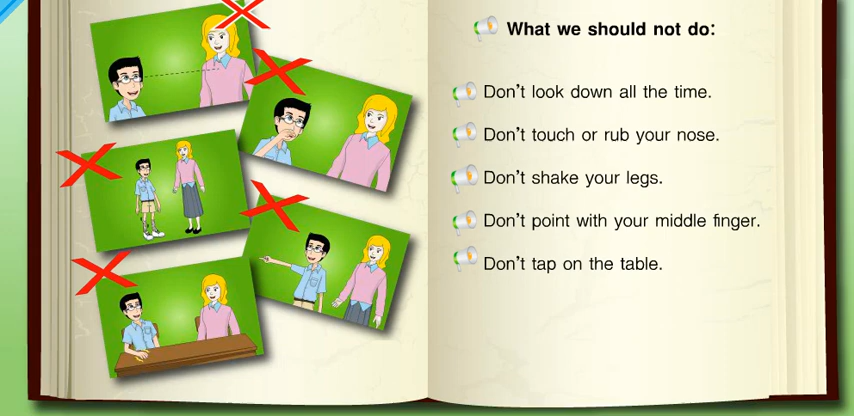 What we should not do:
Don't look down all the time.
Don't touch or rub your nose.
Don't shake your legs.
Don't point with your middle finger.
Don't tap on the table.